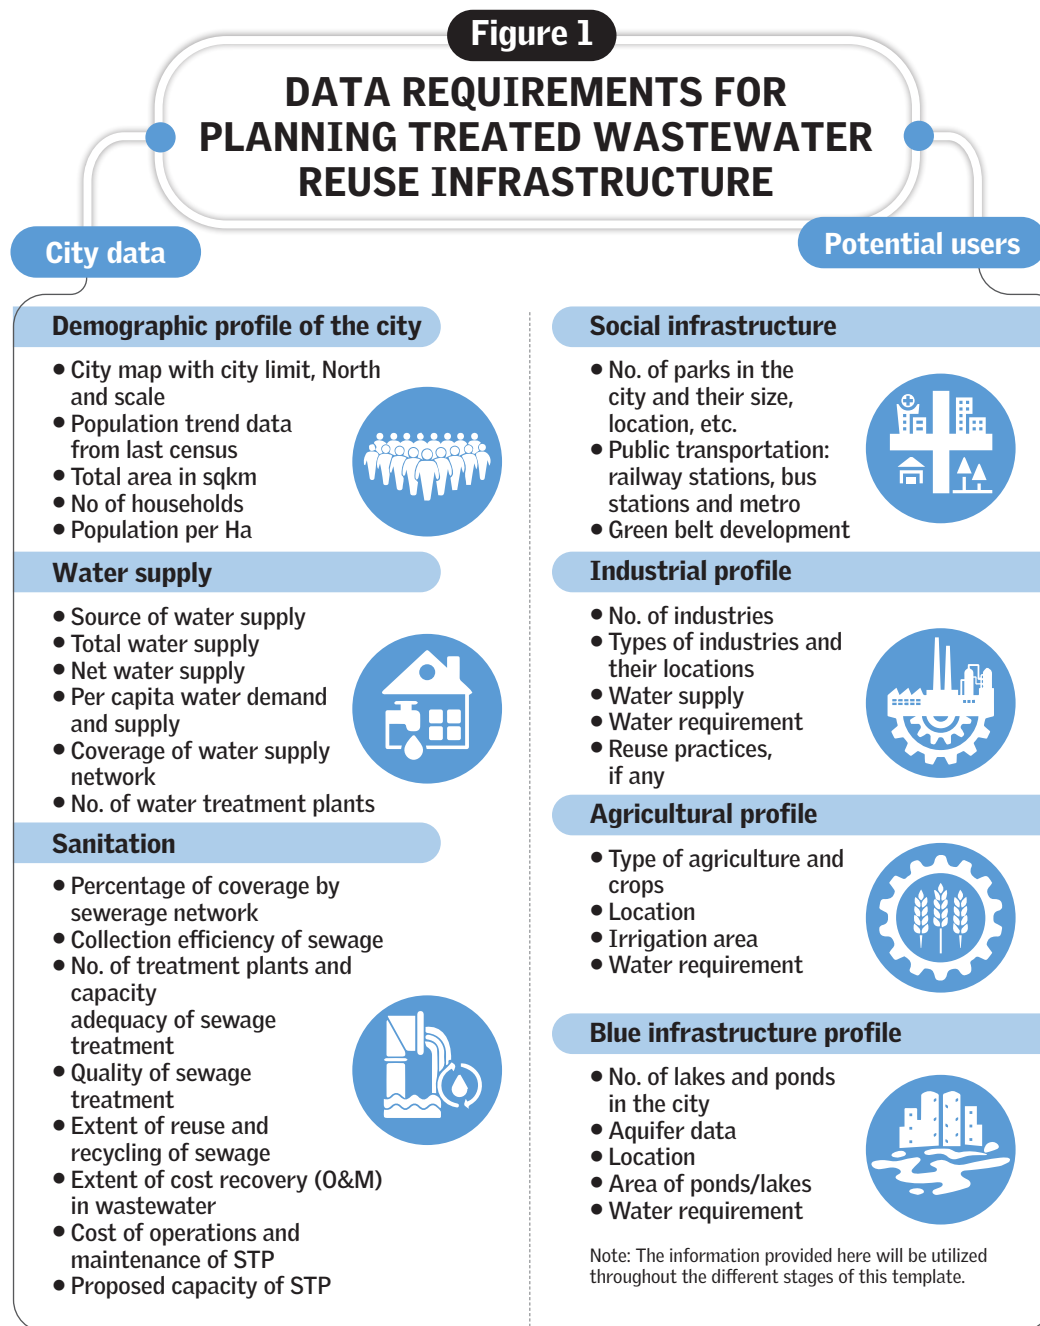 Figure 1
DATA REQUIREMENTS FOR
PLANNING TREATED WASTEWATER
REUSE INFRASTRUCTURE
City data
Demographic profile of the city
• City map with city limit, North
and scale
• Population trend data
from last census
• Total area in sqkm
• No of households
• Population per Ha
Water supply
• Source of water supply
• Total water supply
• Net water supply
• Per capita water demand
and supply
• Coverage of water supply
network
• No. of water treatment plants
Sanitation
• Percentage of coverage by
sewerage network
• Collection efficiency of sewage
• No. of treatment plants and
capacity
adequacy of sewage
treatment
• Quality of sewage
treatment
• Extent of reuse and
recycling of sewage
• Extent of cost recovery (O&M)
in wastewater
• Cost of operations and
maintenance of STP
• Proposed capacity of STP
Potential users
Social infrastructure
• No. of parks in the
city and their size,
location, etc.
• Public transportation:
railway stations, bus
stations and metro
• Green belt development
Industrial profile
• No. of industries
• Types of industries and
their locations
• Water supply
• Water requirement
• Reuse practices,
if any
Agricultural profile
• Type of agriculture and
crops
• Location
• Irrigation area
• Water requirement
Blue infrastructure profile
• No. of lakes and ponds
in the city
• Aquifer data
• Location
• Area of ponds/lakes
• Water requirement
Note: The information provided here will be utilized
throughout the different stages of this template.